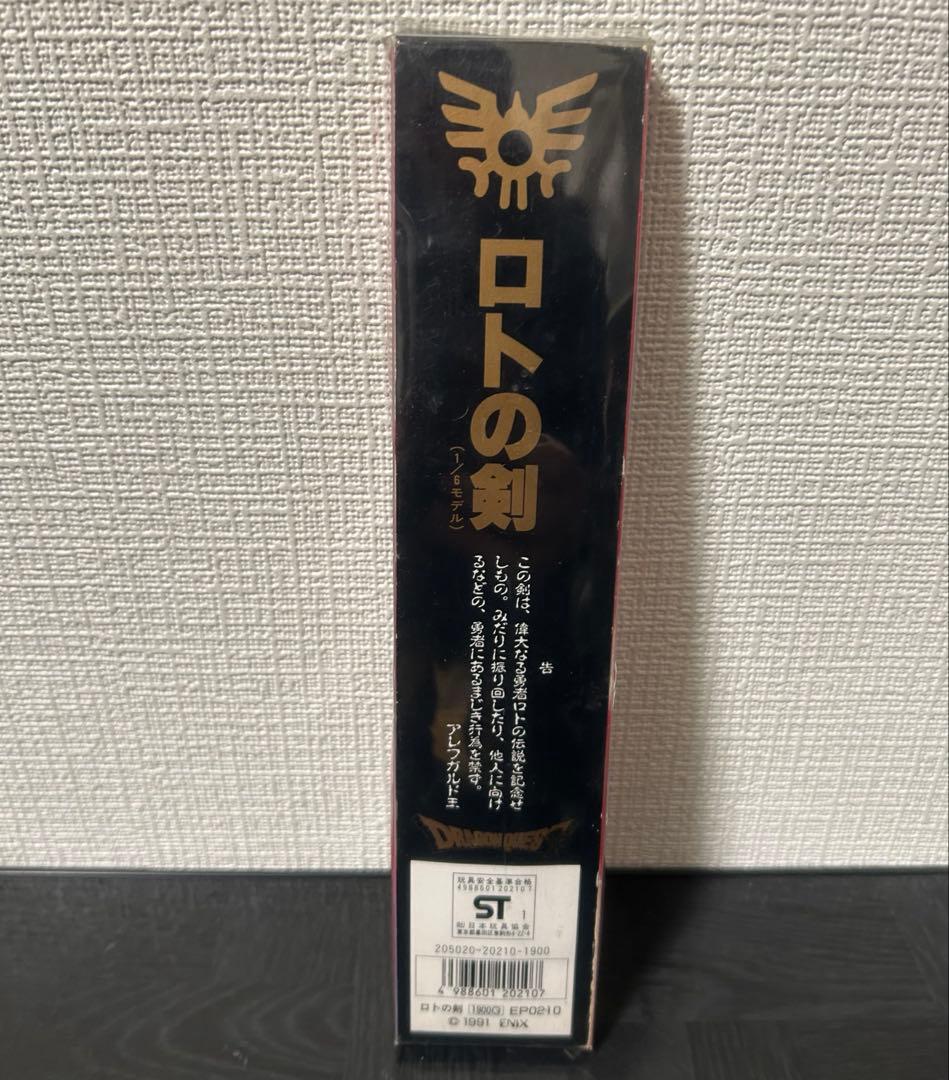 ロトの剣
(1/6モデル)
告
この剣は、偉大なる勇者ロトの伝説を記念せ
しもの。みだりに振り回したり、他人に向け
るなどの、勇者にあるまじき行為を禁ず。
アレフガルド王
DRAGON QUEST
玩具安全基準合格
4988601202107
ST 1
㈳日本玩具協会
205020-20210-1900
4 988601 202107
ロトの剣 1900G EP0210
© 1991 ENIX